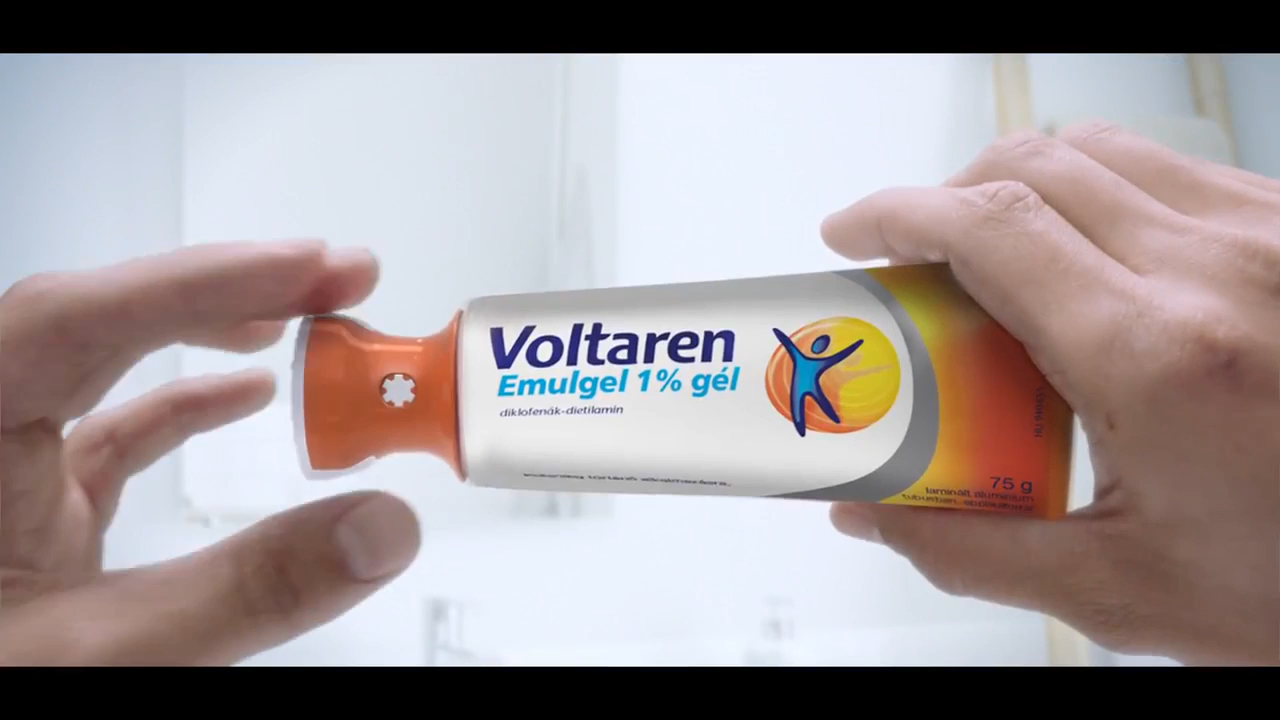 Voltaren
Emulgel 1% gél
diklofenák-dietilamin
75 g
laminált alumínium